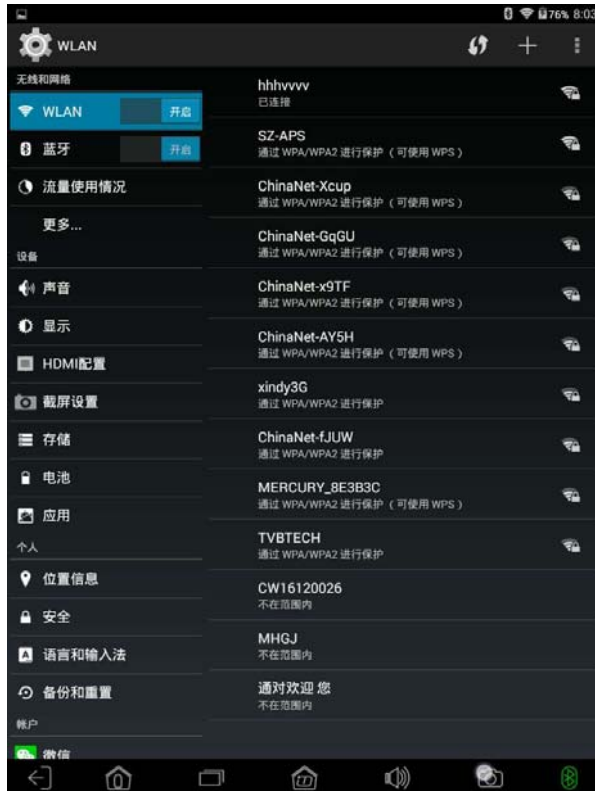 76% 8:03
WLAN
无线和网络
WLAN 开启
蓝牙 开启
流量使用情况
更多...
设备
声音
显示
HDMI配置
截屏设置
存储
电池
应用
个人
位置信息
安全
语言和输入法
备份和重置
帐户
微信
hhhvvvv
已连接
SZ-APS
通过 WPA/WPA2 进行保护（可使用 WPS）
ChinaNet-Xcup
通过 WPA/WPA2 进行保护（可使用 WPS）
ChinaNet-GqGU
通过 WPA/WPA2 进行保护（可使用 WPS）
ChinaNet-x9TF
通过 WPA/WPA2 进行保护（可使用 WPS）
ChinaNet-AY5H
通过 WPA/WPA2 进行保护（可使用 WPS）
xindy3G
通过 WPA/WPA2 进行保护
ChinaNet-fJUW
通过 WPA/WPA2 进行保护
MERCURY_8E3B3C
通过 WPA/WPA2 进行保护（可使用 WPS）
TVBTECH
通过 WPA/WPA2 进行保护
CW16120026
不在范围内
MHGJ
不在范围内
通对欢迎 您
不在范围内